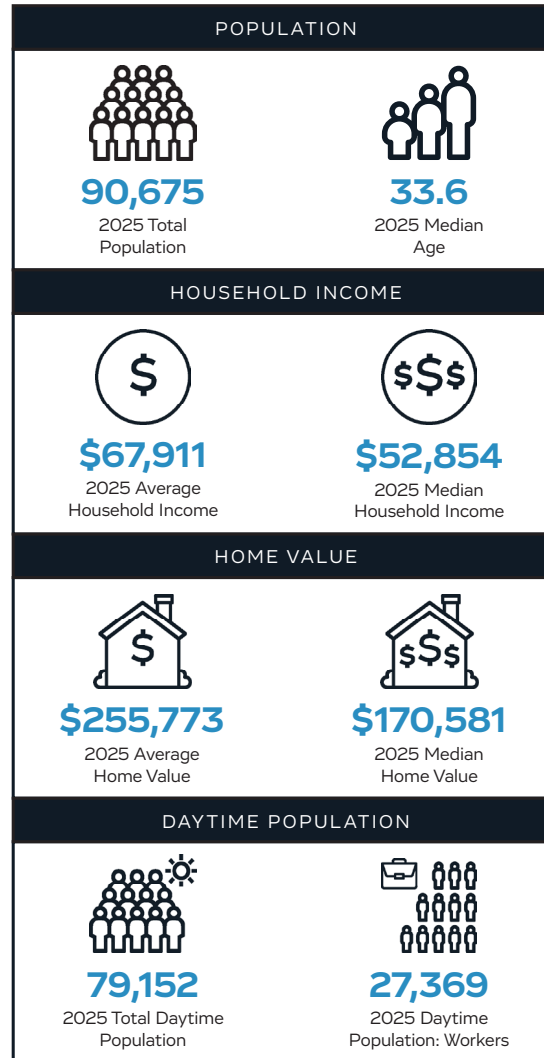 POPULATION
90,675
2025 Total
Population
33.6
2025 Median
Age
HOUSEHOLD INCOME
$
$67,911
2025 Average
Household Income
$$$
$52,854
2025 Median
Household Income
HOME VALUE
$
$255,773
2025 Average
Home Value
$$$
$170,581
2025 Median
Home Value
DAYTIME POPULATION
79,152
2025 Total Daytime
Population
27,369
2025 Daytime
Population: Workers